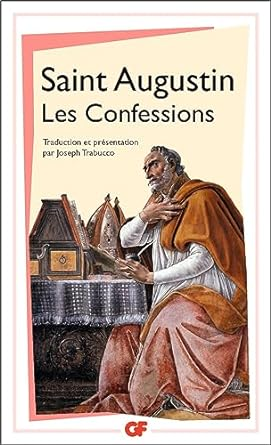 Saint Augustin
Les Confessions
Traduction et présentation
par Joseph Trabucco
GF